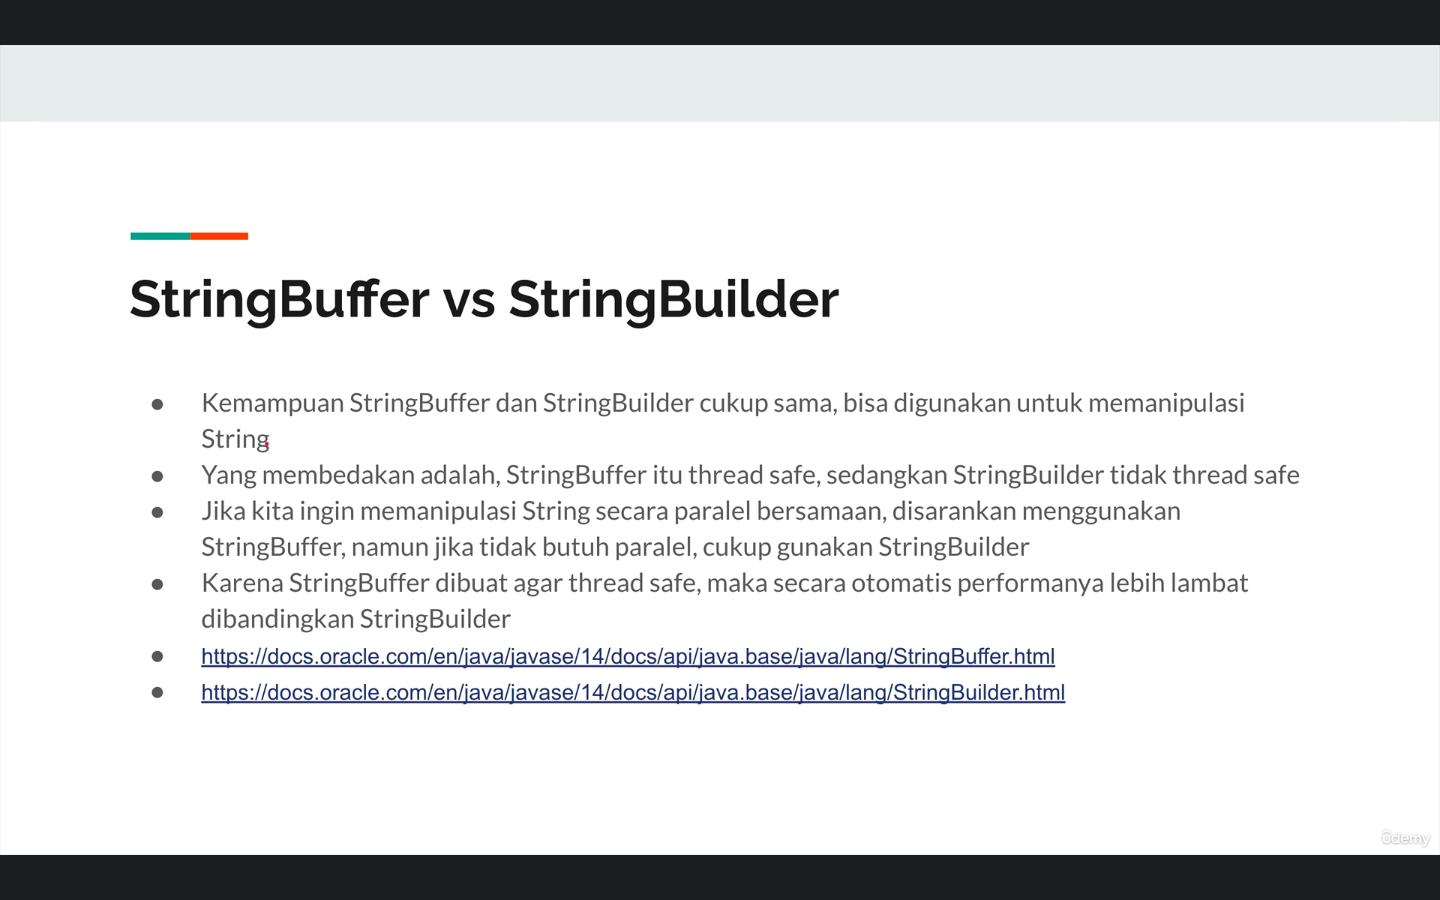 StringBuffer vs StringBuilder
● Kemampuan StringBuffer dan StringBuilder cukup sama, bisa digunakan untuk memanipulasi
String
● Yang membedakan adalah, StringBuffer itu thread safe, sedangkan StringBuilder tidak thread safe
● Jika kita ingin memanipulasi String secara paralel bersamaan, disarankan menggunakan
StringBuffer, namun jika tidak butuh paralel, cukup gunakan StringBuilder
● Karena StringBuffer dibuat agar thread safe, maka secara otomatis performanya lebih lambat
dibandingkan StringBuilder
● https://docs.oracle.com/en/java/javase/14/docs/api/java.base/java/lang/StringBuffer.html
● https://docs.oracle.com/en/java/javase/14/docs/api/java.base/java/lang/StringBuilder.html
ûdemy